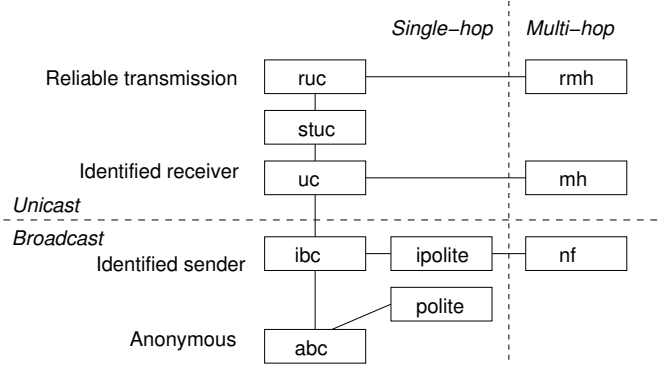 Single-hop Multi-hop
Reliable transmission ruc rmh
stuc
Identified receiver uc mh
Unicast
Broadcast
Identified sender ibc ipolite nf
polite
Anonymous abc